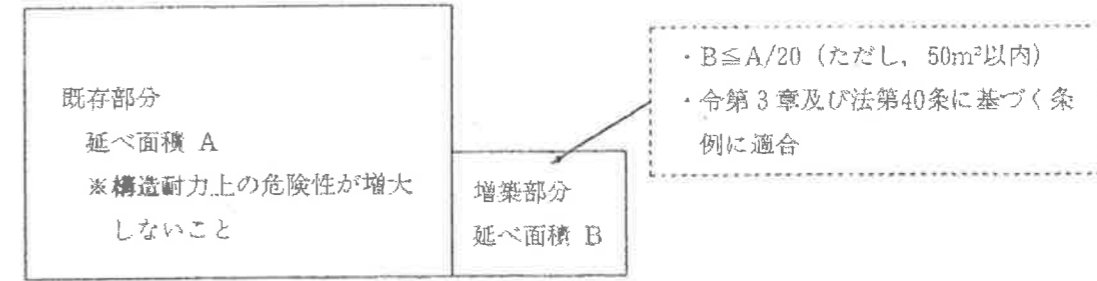 既存部分
延べ面積 A
※構造耐力上の危険性が増大
しないこと
増築部分
延べ面積 B
・B≦A/20(ただし,50m²以内)
・令第3章及び法第40条に基づく条
例に適合